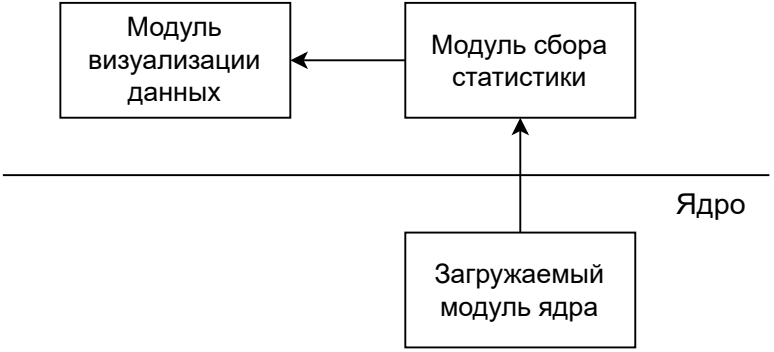 Модуль
визуализации
данных
Модуль сбора
статистики
Ядро
Загружаемый
модуль ядра